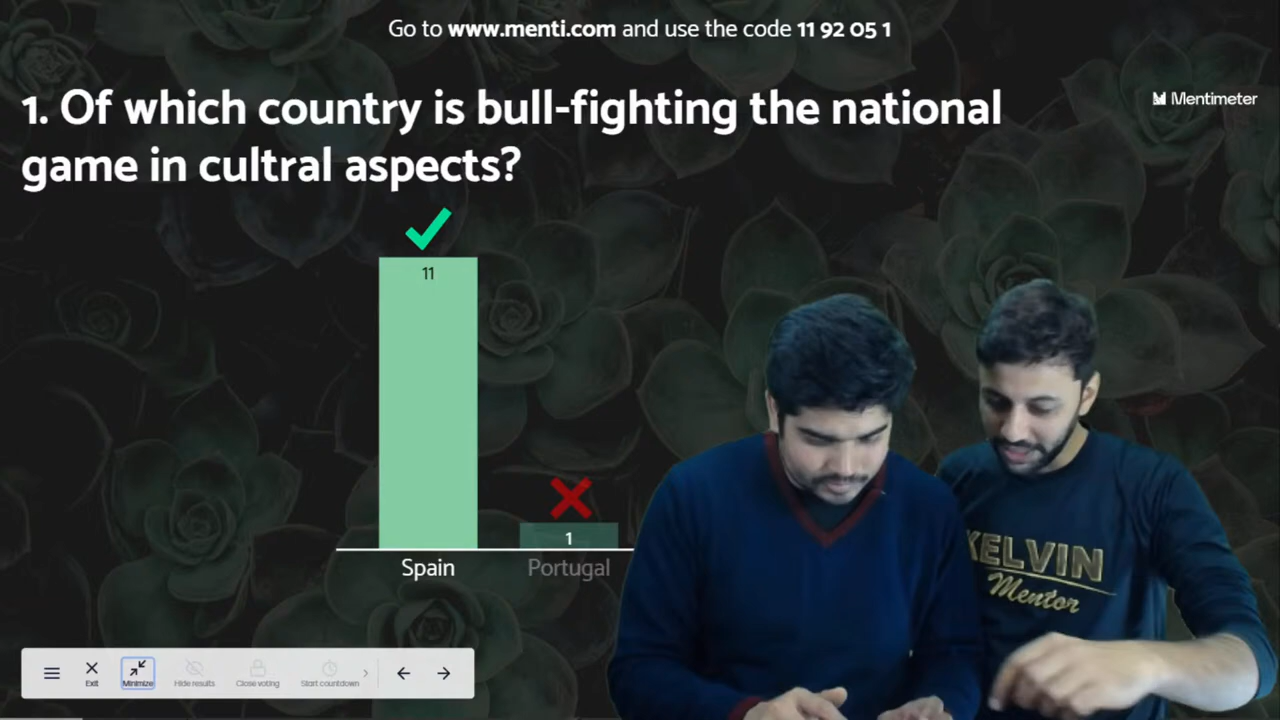 Go to www.menti.com and use the code 11 92 05 1
Mentimeter
1. Of which country is bull-fighting the national
game in cultral aspects?
11
1
Spain
Portugal
KELVIN
Mentor
Exit
Minimize
Hide results
Close voting
Start countdown